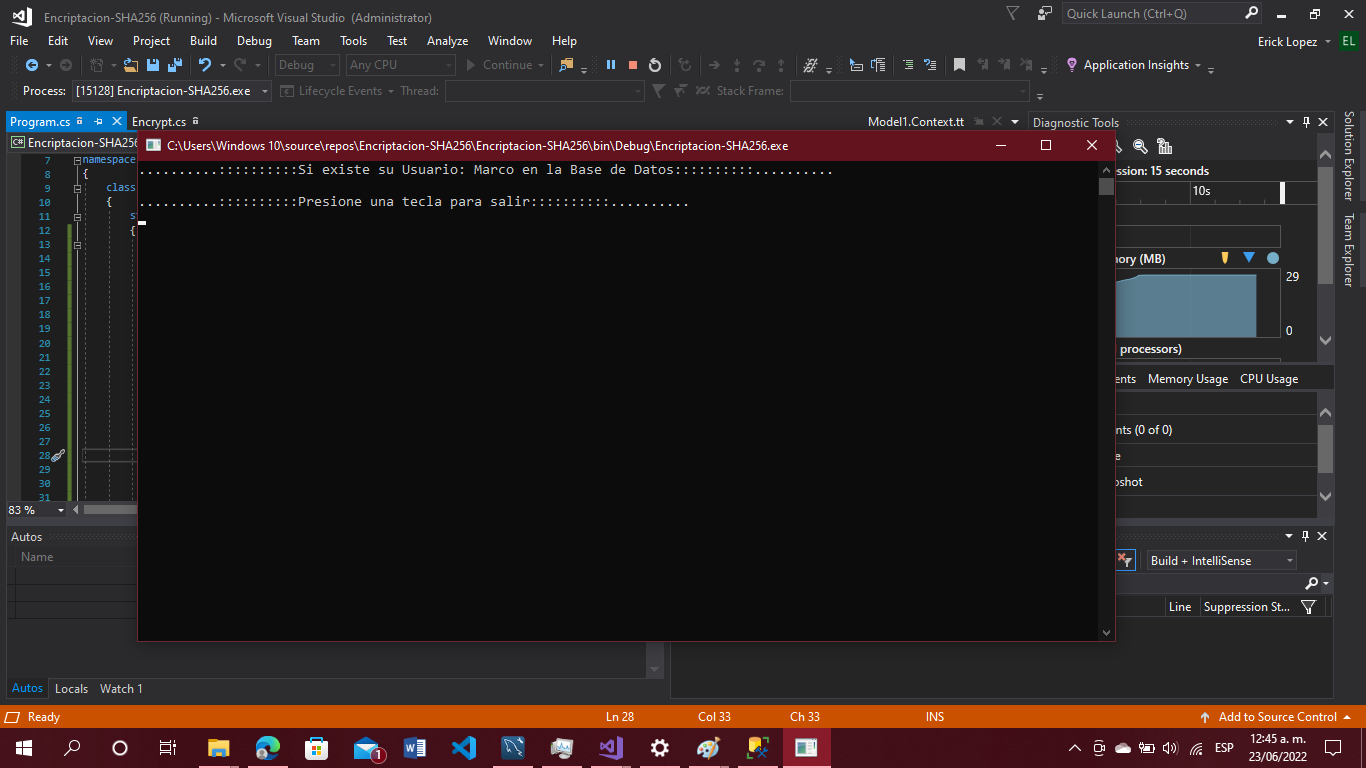 Encriptacion-SHA256 (Running) - Microsoft Visual Studio (Administrator)
Quick Launch (Ctrl+Q)
File Edit View Project Build Debug Team Tools Test Analyze Window Help
Erick Lopez EL
Debug Any CPU Continue Application Insights
Process: [15128] Encriptacion-SHA256.exe Lifecycle Events Thread: Stack Frame:
Program.cs Encrypt.cs Model1.Context.tt Diagnostic Tools
C# Encriptacion-SHA256
C:\Users\Windows 10\source\repos\Encriptacion-SHA256\Encriptacion-SHA256\bin\Debug\Encriptacion-SHA256.exe
..........::::::::::Si existe su Usuario: Marco en la Base de Datos::::::::::..........
..........::::::::::Presione una tecla para salir::::::::::..........
7 namespace
8 {
9 class
10 {
11 s
12 {
13
14
15
16
17
18
19
20
21
22
23
24
25
26
27
28
29
30
31
83 %
ssion: 15 seconds
10s
ory (MB)
29
0
processors)
ents Memory Usage CPU Usage
nts (0 of 0)
e
pshot
Solution Explorer
Team Explorer
Autos
Name
Build + IntelliSense
Line Suppression St...
Autos Locals Watch 1
Ready Ln 28 Col 33 Ch 33 INS Add to Source Control
1
ESP
12:45 a. m.
23/06/2022